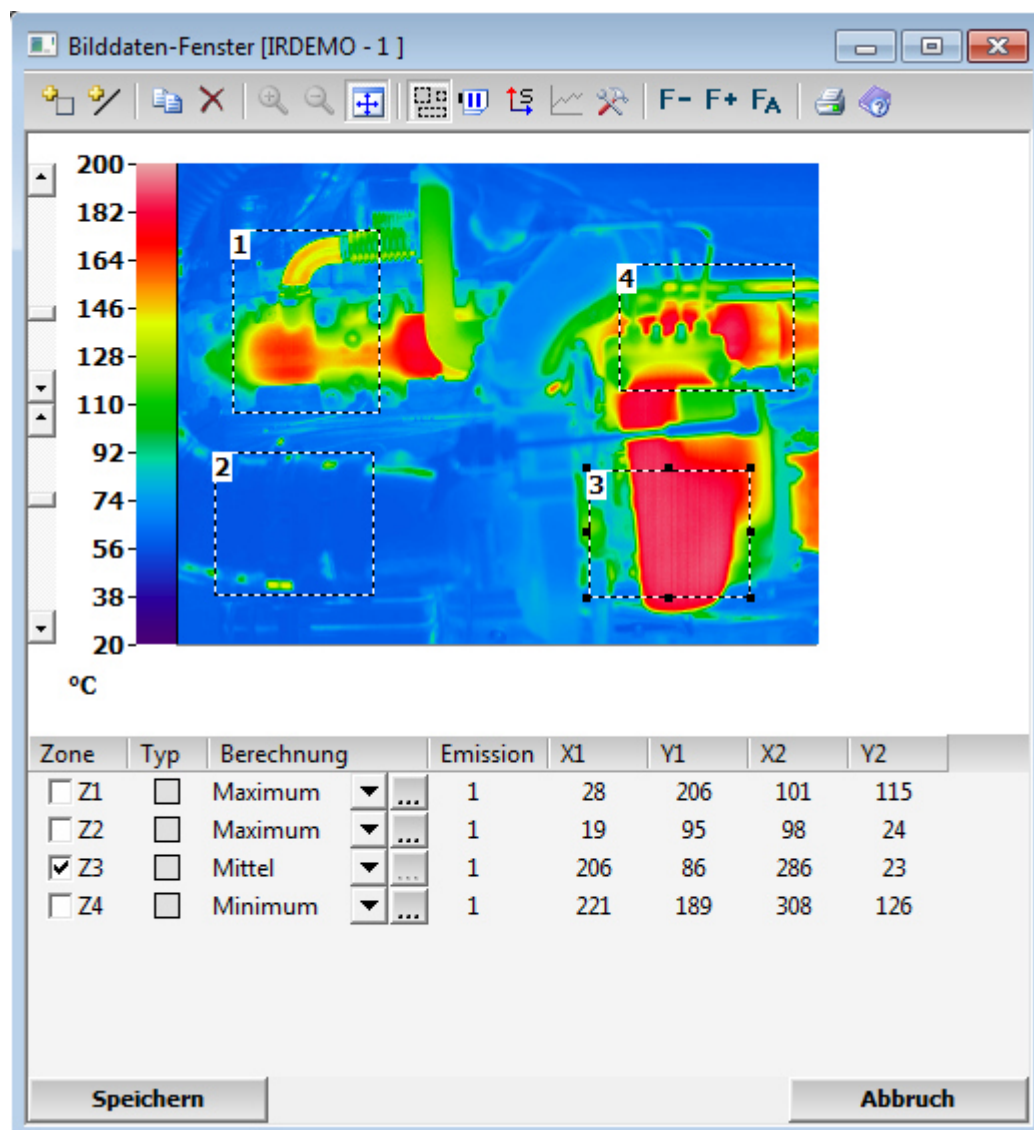 Bilddaten-Fenster [IRDEMO - 1 ]
F- F+ FA
200
182
164
146
128
110
92
74
56
38
20
°C
1
2
3
4
Zone Typ Berechnung Emission X1 Y1 X2 Y2
Z1 Maximum ... 1 28 206 101 115
Z2 Maximum ... 1 19 95 98 24
Z3 Mittel ... 1 206 86 286 23
Z4 Minimum ... 1 221 189 308 126
Speichern Abbruch